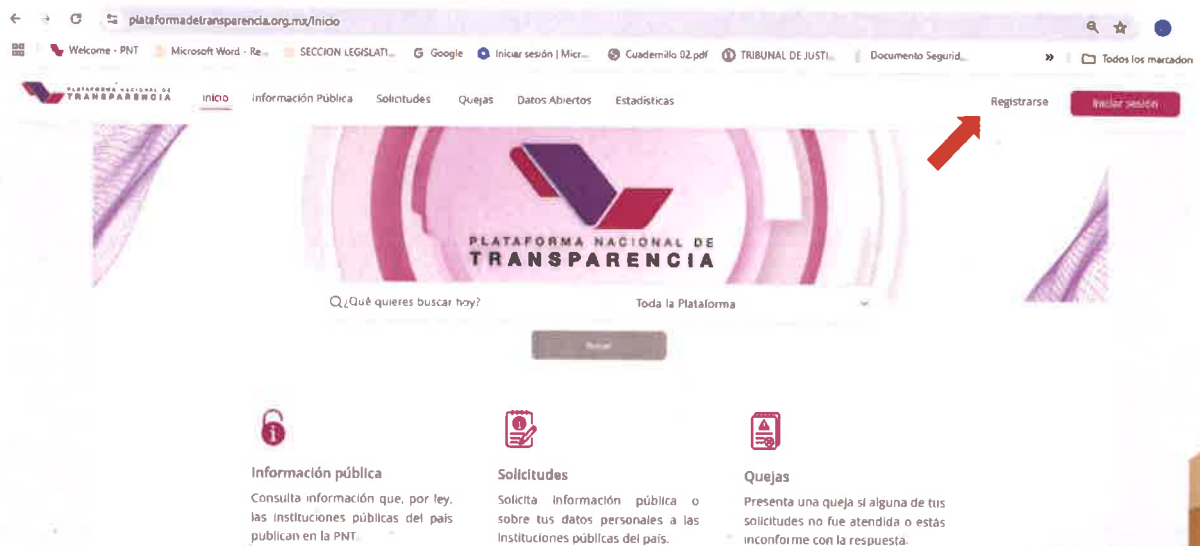 plataformadetransparencia.org.mx/Inicio
Welcome - PNT Microsoft Word - Re... SECCION LEGISLATI... Google Iniciar sesión | Micr... Cuadernillo 02.pdf TRIBUNAL DE JUSTI... Documento Segurid... » Todos los marcadon
PLATAFORMA NACIONAL DE
TRANSPARENCIA
Inicio Información Pública Solicitudes Quejas Datos Abiertos Estadísticas Registrarse Iniciar sesión
PLATAFORMA NACIONAL DE
TRANSPARENCIA
¿Qué quieres buscar hoy? Toda la Plataforma
Buscar
Información pública
Consulta información que, por ley,
las instituciones públicas del país
publican en la PNT.
Solicitudes
Solicita información pública o
sobre tus datos personales a las
instituciones públicas del país.
Quejas
Presenta una queja si alguna de tus
solicitudes no fue atendida o estás
inconforme con la respuesta.